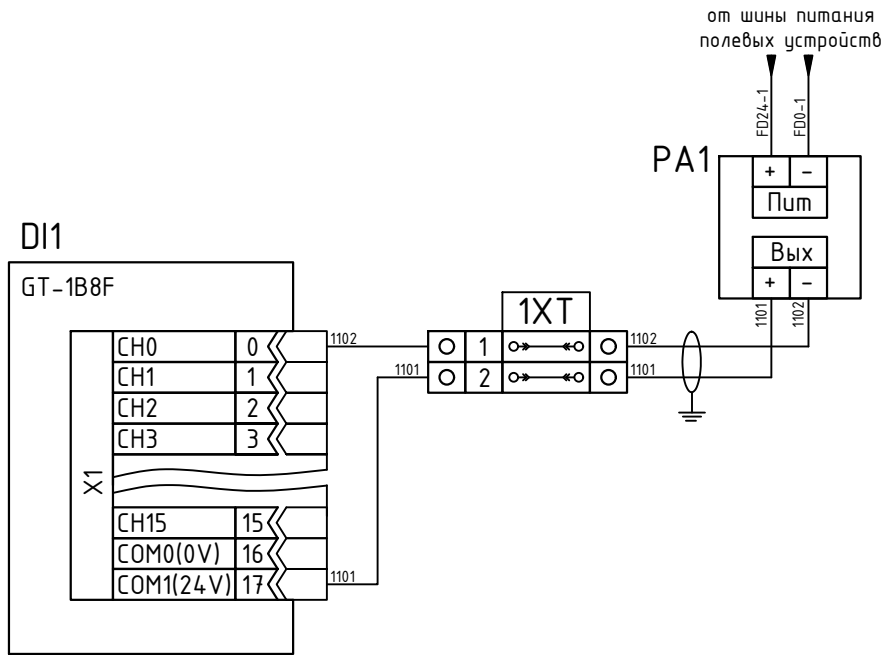 от шины питания
полевых устройств
FD24-1
FD0-1
PA1
+ -
Пит
Вых
+ -
1101
1102
DI1
GT-1B8F
1XT
X1
CH0 0 1102
1 1102
CH1 1
1101 2 1101
CH2 2
CH3 3
CH15 15
COM0(0V) 16
COM1(24V) 17 1101